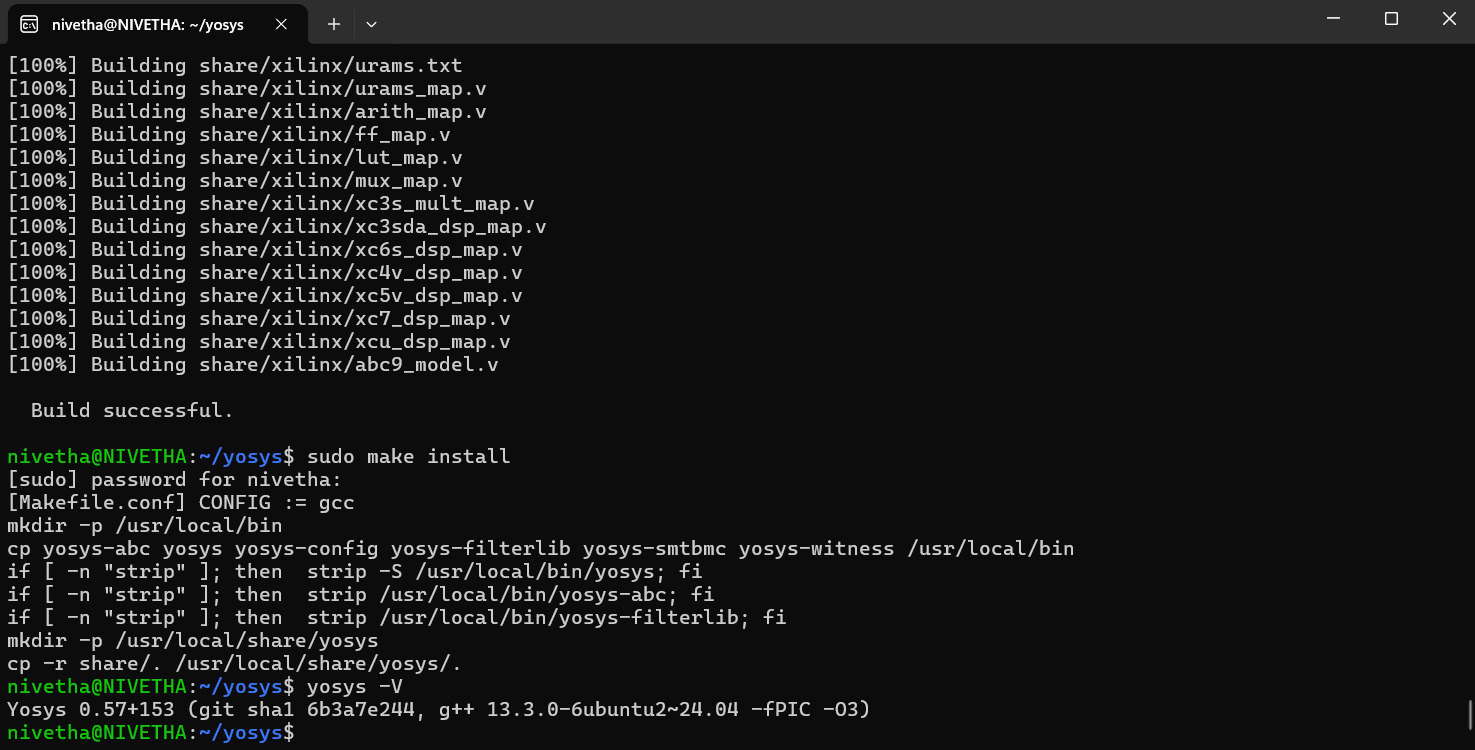 nivetha@NIVETHA: ~/yosys
[100%] Building share/xilinx/urams.txt
[100%] Building share/xilinx/urams_map.v
[100%] Building share/xilinx/arith_map.v
[100%] Building share/xilinx/ff_map.v
[100%] Building share/xilinx/lut_map.v
[100%] Building share/xilinx/mux_map.v
[100%] Building share/xilinx/xc3s_mult_map.v
[100%] Building share/xilinx/xc3sda_dsp_map.v
[100%] Building share/xilinx/xc6s_dsp_map.v
[100%] Building share/xilinx/xc4v_dsp_map.v
[100%] Building share/xilinx/xc5v_dsp_map.v
[100%] Building share/xilinx/xc7_dsp_map.v
[100%] Building share/xilinx/xcu_dsp_map.v
[100%] Building share/xilinx/abc9_model.v
Build successful.
nivetha@NIVETHA:~/yosys$ sudo make install
[sudo] password for nivetha:
[Makefile.conf] CONFIG := gcc
mkdir -p /usr/local/bin
cp yosys-abc yosys yosys-config yosys-filterlib yosys-smtbmc yosys-witness /usr/local/bin
if [ -n "strip" ]; then  strip -S /usr/local/bin/yosys; fi
if [ -n "strip" ]; then  strip /usr/local/bin/yosys-abc; fi
if [ -n "strip" ]; then  strip /usr/local/bin/yosys-filterlib; fi
mkdir -p /usr/local/share/yosys
cp -r share/. /usr/local/share/yosys/.
nivetha@NIVETHA:~/yosys$ yosys -V
Yosys 0.57+153 (git sha1 6b3a7e244, g++ 13.3.0-6ubuntu2~24.04 -fPIC -O3)
nivetha@NIVETHA:~/yosys$